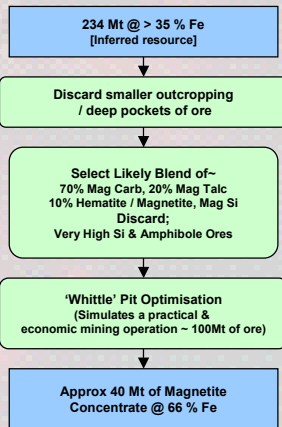 234 Mt @ > 35 % Fe
[Inferred resource]
Discard smaller outcropping
/ deep pockets of ore
Select Likely Blend of~
70% Mag Carb, 20% Mag Talc
10% Hematite / Magnetite, Mag Si
Discard;
Very High Si & Amphibole Ores
‘Whittle’ Pit Optimisation
(Simulates a practical &
economic mining operation ~ 100Mt of ore)
Approx 40 Mt of Magnetite
Concentrate @ 66 % Fe